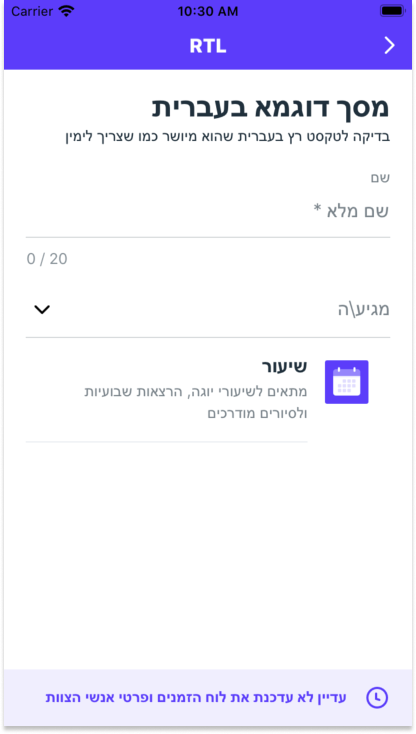 Carrier 10:30 AM
RTL
מסך דוגמא בעברית
בדיקה לטקסט רץ בעברית שהוא מיושר כמו שצריך לימין
שם
שם מלא *
0 / 20
מגיע\ה
שיעור
מתאים לשיעורי יוגה, הרצאות שבועיות
ולסיורים מודרכים
עדיין לא עדכנת את לוח הזמנים ופרטי אנשי הצוות